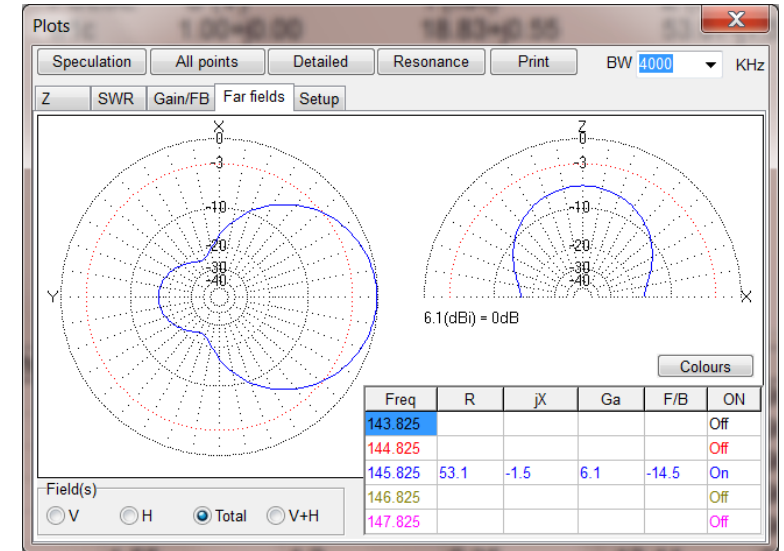 Plots
1.00+j0.00
18.83+j0.55
Speculation All points Detailed Resonance Print BW 4000 KHz
Z SWR Gain/FB Far fields Setup
X
0
-3
-10
-20
-30
-40
Y
Z
0
-3
-10
-20
-30
-40
X
6.1(dBi) = 0dB
Colours
Freq R jX Ga F/B ON
143.825 Off
144.825 Off
145.825 53.1 -1.5 6.1 -14.5 On
146.825 Off
147.825 Off
Field(s)
V H Total V+H